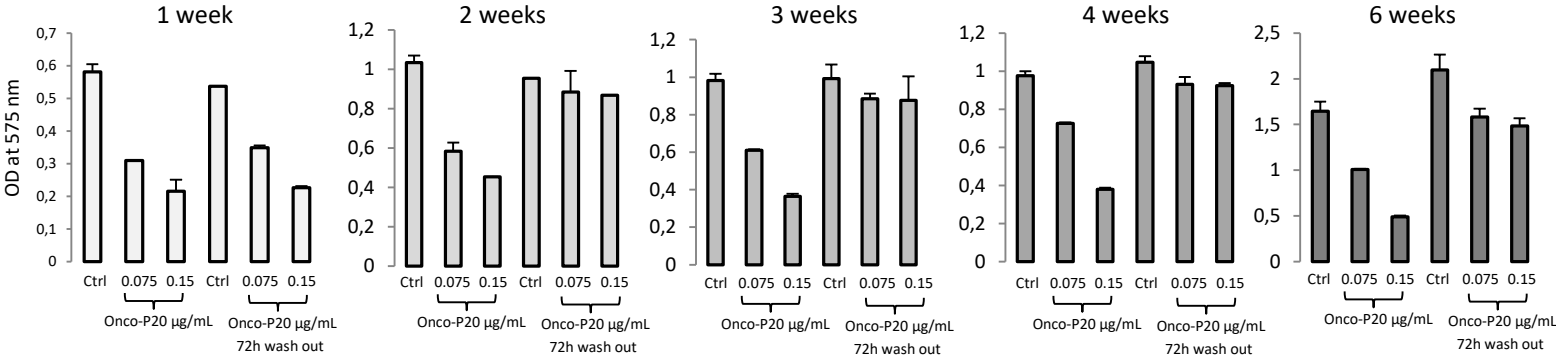 1 week
2 weeks
3 weeks
4 weeks
6 weeks
OD at 575 nm
0,7
0,6
0,5
0,4
0,3
0,2
0,1
0
Ctrl 0.075 0.15 Ctrl 0.075 0.15
Onco-P20 µg/mL
Onco-P20 µg/mL
72h wash out
1,2
1
0,8
0,6
0,4
0,2
0
Ctrl 0.075 0.15 Ctrl 0.075 0.15
Onco-P20 µg/mL
Onco-P20 µg/mL
72h wash out
1,2
1
0,8
0,6
0,4
0,2
0
Ctrl 0.075 0.15 Ctrl 0.075 0.15
Onco-P20 µg/mL
Onco-P20 µg/mL
72h wash out
1,2
1
0,8
0,6
0,4
0,2
0
Ctrl 0.075 0.15 Ctrl 0.075 0.15
Onco-P20 µg/mL
Onco-P20 µg/mL
72h wash out
2,5
2
1,5
1
0,5
0
Ctrl 0.075 0.15 Ctrl 0.075 0.15
Onco-P20 µg/mL
Onco-P20 µg/mL
72h wash out